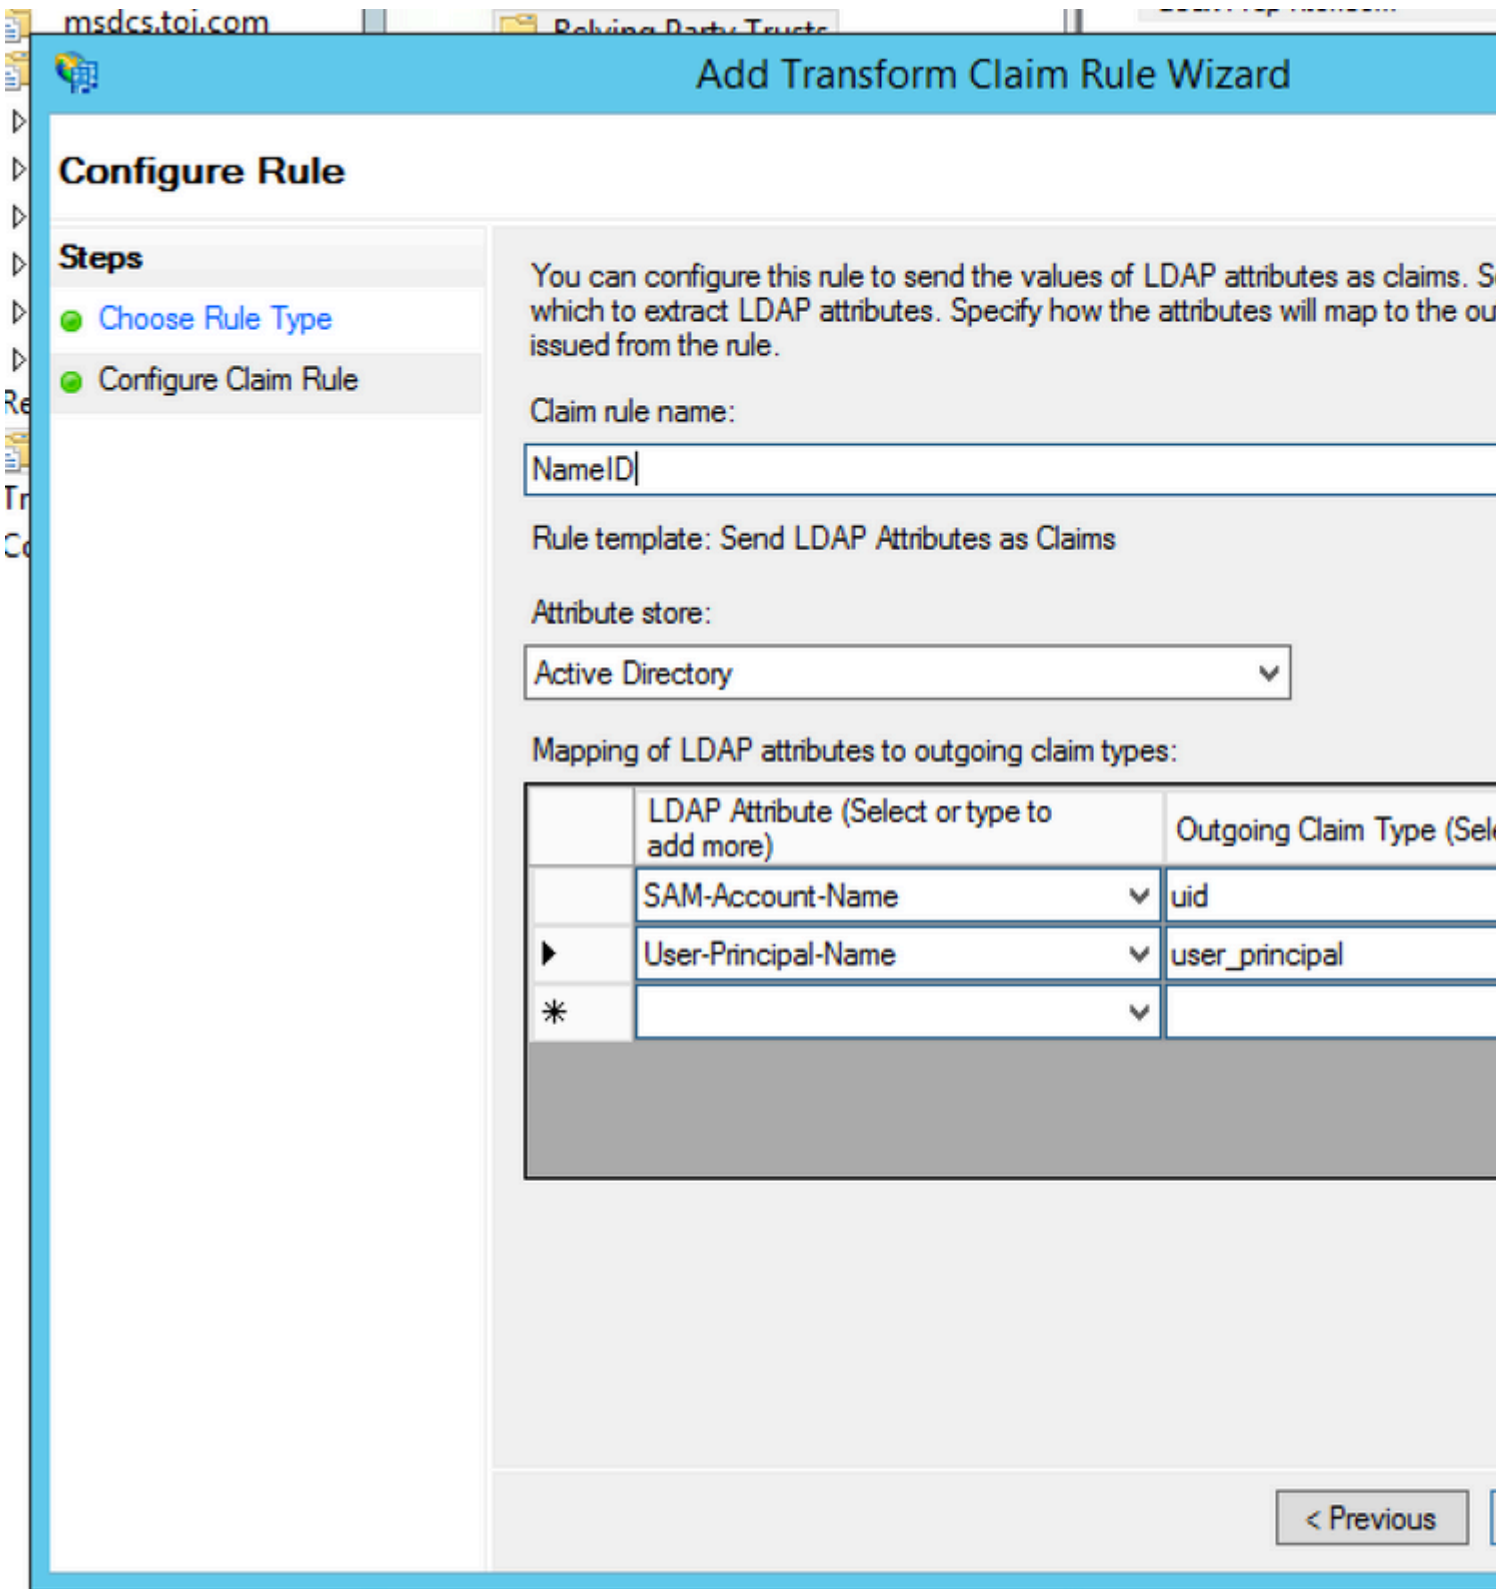 msdcs.toi.com
Relying Party Trusts
Add Transform Claim Rule Wizard
Configure Rule
Steps
Choose Rule Type
Configure Claim Rule
You can configure this rule to send the values of LDAP attributes as claims.
which to extract LDAP attributes. Specify how the attributes will map to the
issued from the rule.
Claim rule name:
NameID
Rule template: Send LDAP Attributes as Claims
Attribute store:
Active Directory
Mapping of LDAP attributes to outgoing claim types:
LDAP Attribute (Select or type to
add more)
Outgoing Claim Type
SAM-Account-Name
uid
User-Principal-Name
user_principal
*
< Previous